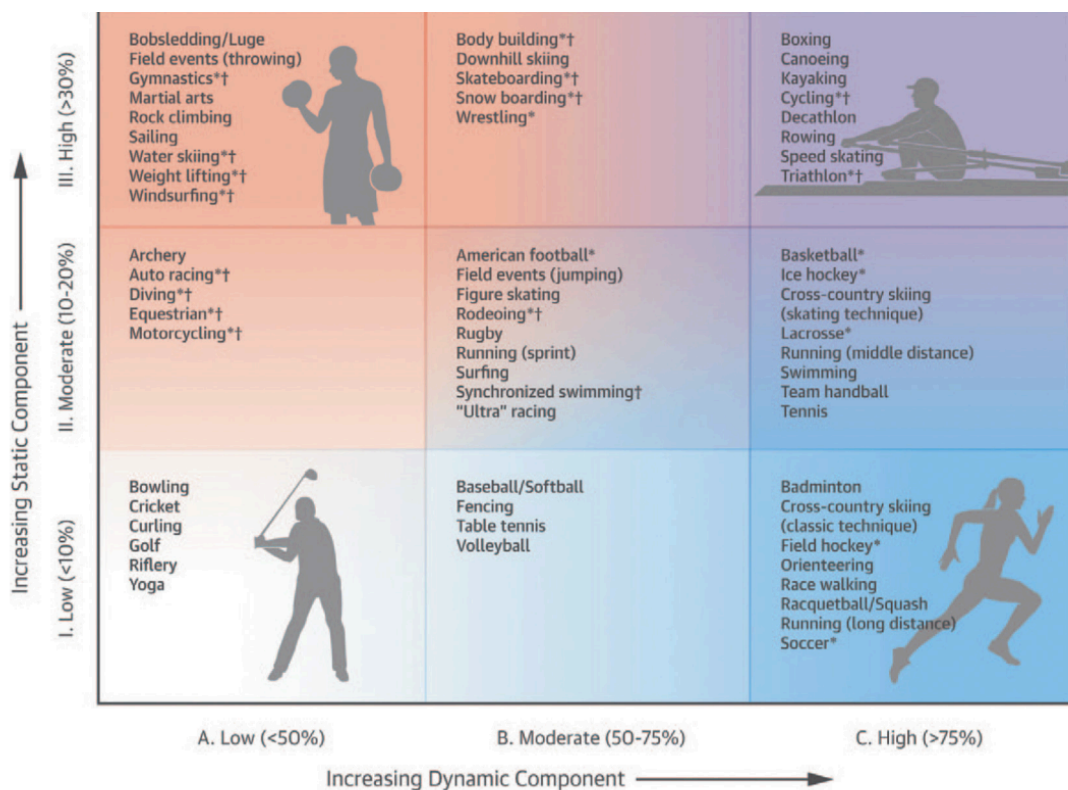 III. High (>30%)
Bobsledding/Luge
Field events (throwing)
Gymnastics*†
Martial arts
Rock climbing
Sailing
Water skiing*†
Weight lifting*†
Windsurfing*†
Body building*†
Downhill skiing
Skateboarding*†
Snow boarding*†
Wrestling*
Boxing
Canoeing
Kayaking
Cycling*†
Decathlon
Rowing
Speed skating
Triathlon*†
II. Moderate (10-20%)
Archery
Auto racing*†
Diving*†
Equestrian*†
Motorcycling*†
American football*
Field events (jumping)
Figure skating
Rodeoing*†
Rugby
Running (sprint)
Surfing
Synchronized swimming†
"Ultra" racing
Basketball*
Ice hockey*
Cross-country skiing
(skating technique)
Lacrosse*
Running (middle distance)
Swimming
Team handball
Tennis
I. Low (<10%)
Bowling
Cricket
Curling
Golf
Riflery
Yoga
Baseball/Softball
Fencing
Table tennis
Volleyball
Badminton
Cross-country skiing
(classic technique)
Field hockey*
Orienteering
Race walking
Racquetball/Squash
Running (long distance)
Soccer*
Increasing Static Component
A. Low (<50%)
B. Moderate (50-75%)
C. High (>75%)
Increasing Dynamic Component